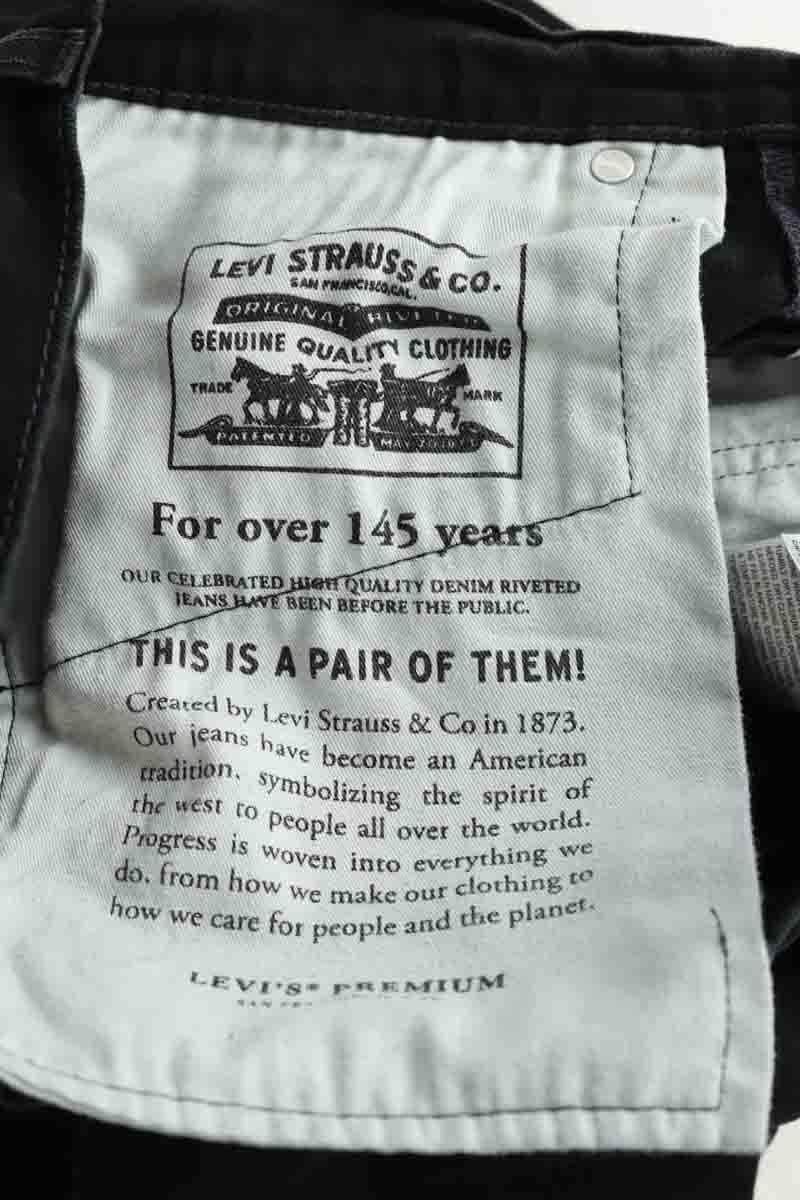 LEVI STRAUSS & CO.
SAN FRANCISCO, CAL.
ORIGINAL RIVETED
GENUINE QUALITY CLOTHING
TRADE MARK
PATENTED MAY 20
For over 145 years
OUR CELEBRATED HIGH QUALITY DENIM RIVETED
JEANS HAVE BEEN BEFORE THE PUBLIC.
THIS IS A PAIR OF THEM!
Created by Levi Strauss & Co in 1873.
Our jeans have become an American
tradition, symbolizing the spirit of
the west to people all over the world.
Progress is woven into everything we
do, from how we make our clothing to
how we care for people and the planet.
LEVI'S® PREMIUM